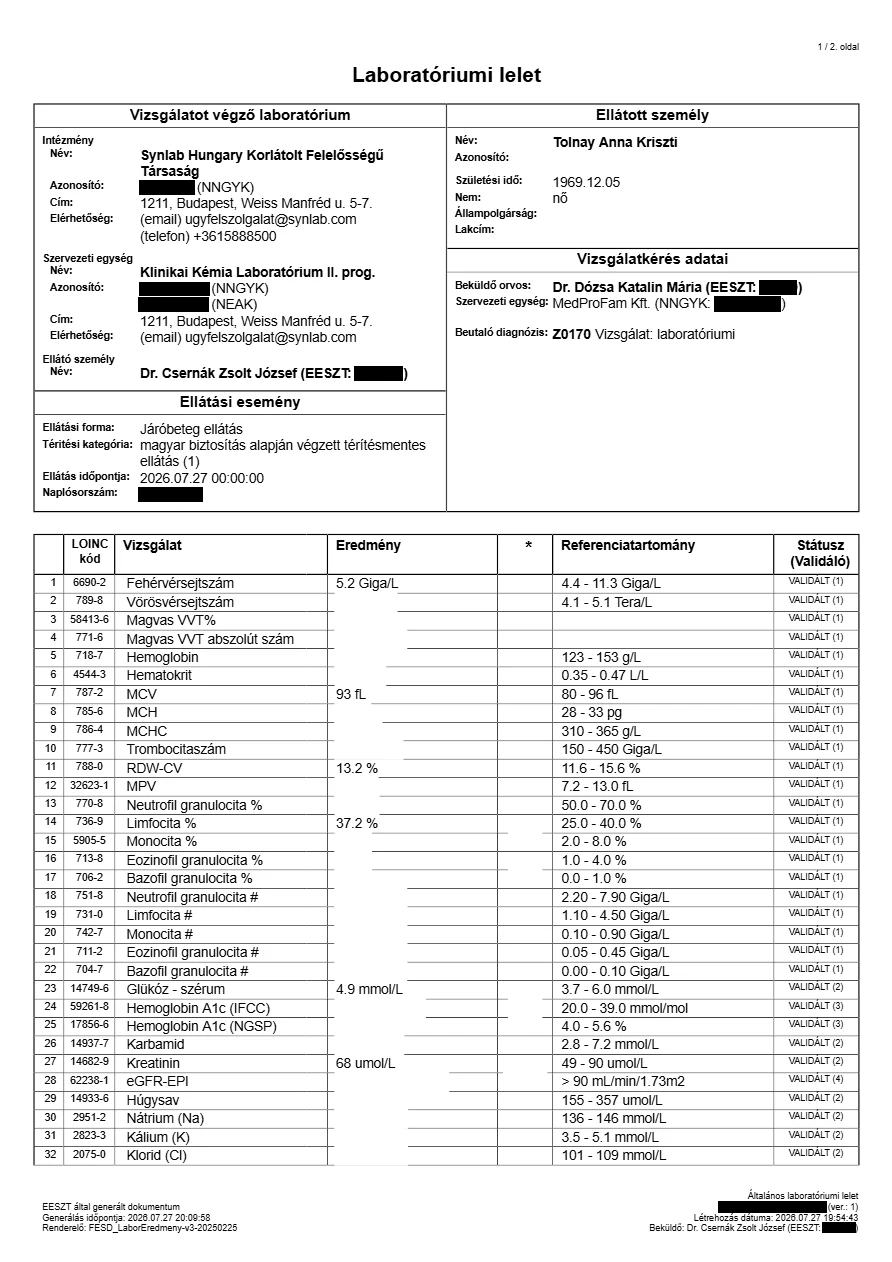 1 / 2. oldal
Laboratóriumi lelet
Vizsgálatot végző laboratórium
Intézmény
Név: Synlab Hungary Korlátolt Felelősségű
Társaság
Azonosító: (NNGYK)
Cím: 1211, Budapest, Weiss Manfréd u. 5-7.
Elérhetőség: (email) ugyfelszolgalat@synlab.com
(telefon) +3615888500
Szervezeti egység
Név: Klinikai Kémia Laboratórium II. prog.
Azonosító: (NNGYK)
(NEAK)
Cím: 1211, Budapest, Weiss Manfréd u. 5-7.
Elérhetőség: (email) ugyfelszolgalat@synlab.com
Ellátó személy
Név: Dr. Csernák Zsolt József (EESZT: )
Ellátási esemény
Ellátási forma: Járóbeteg ellátás
Térítési kategória: magyar biztosítás alapján végzett térítésmentes
ellátás (1)
Ellátás időpontja: 2026.07.27 00:00:00
Naplósorszám:
Ellátott személy
Név: Tolnay Anna Kriszti
Azonosító:
Születési idő: 1969.12.05
Nem: nő
Állampolgárság:
Lakcím:
Vizsgálatkérés adatai
Beküldő orvos: Dr. Dózsa Katalin Mária (EESZT: )
Szervezeti egység: MedProFam Kft. (NNGYK: )
Beutaló diagnózis: Z0170 Vizsgálat: laboratóriumi
LOINC kód Vizsgálat Eredmény * Referenciatartomány Státusz (Validáló)
1 6690-2 Fehérvérsejtszám 5.2 Giga/L 4.4 - 11.3 Giga/L VALIDÁLT (1)
2 789-8 Vörösvérsejtszám 4.1 - 5.1 Tera/L VALIDÁLT (1)
3 58413-6 Magvas VVT% VALIDÁLT (1)
4 771-6 Magvas VVT abszolút szám VALIDÁLT (1)
5 718-7 Hemoglobin 123 - 153 g/L VALIDÁLT (1)
6 4544-3 Hematokrit 0.35 - 0.47 L/L VALIDÁLT (1)
7 787-2 MCV 93 fL 80 - 96 fL VALIDÁLT (1)
8 785-6 MCH 28 - 33 pg VALIDÁLT (1)
9 786-4 MCHC 310 - 365 g/L VALIDÁLT (1)
10 777-3 Trombocitaszám 150 - 450 Giga/L VALIDÁLT (1)
11 788-0 RDW-CV 13.2 % 11.6 - 15.6 % VALIDÁLT (1)
12 32623-1 MPV 7.2 - 13.0 fL VALIDÁLT (1)
13 770-8 Neutrofil granulocita % 50.0 - 70.0 % VALIDÁLT (1)
14 736-9 Limfocita % 37.2 % 25.0 - 40.0 % VALIDÁLT (1)
15 5905-5 Monocita % 2.0 - 8.0 % VALIDÁLT (1)
16 713-8 Eozinofil granulocita % 1.0 - 4.0 % VALIDÁLT (1)
17 706-2 Bazofil granulocita % 0.0 - 1.0 % VALIDÁLT (1)
18 751-8 Neutrofil granulocita # 2.20 - 7.90 Giga/L VALIDÁLT (1)
19 731-0 Limfocita # 1.10 - 4.50 Giga/L VALIDÁLT (1)
20 742-7 Monocita # 0.10 - 0.90 Giga/L VALIDÁLT (1)
21 711-2 Eozinofil granulocita # 0.05 - 0.45 Giga/L VALIDÁLT (1)
22 704-7 Bazofil granulocita # 0.00 - 0.10 Giga/L VALIDÁLT (1)
23 14749-6 Glükóz - szérum 4.9 mmol/L 3.7 - 6.0 mmol/L VALIDÁLT (2)
24 59261-8 Hemoglobin A1c (IFCC) 20.0 - 39.0 mmol/mol VALIDÁLT (3)
25 17856-6 Hemoglobin A1c (NGSP) 4.0 - 5.6 % VALIDÁLT (3)
26 14937-7 Karbamid 2.8 - 7.2 mmol/L VALIDÁLT (2)
27 14682-9 Kreatinin 68 umol/L 49 - 90 umol/L VALIDÁLT (2)
28 62238-1 eGFR-EPI > 90 mL/min/1.73m2 VALIDÁLT (4)
29 14933-6 Húgysav 155 - 357 umol/L VALIDÁLT (2)
30 2951-2 Nátrium (Na) 136 - 146 mmol/L VALIDÁLT (2)
31 2823-3 Kálium (K) 3.5 - 5.1 mmol/L VALIDÁLT (2)
32 2075-0 Klorid (Cl) 101 - 109 mmol/L VALIDÁLT (2)
EESZT által generált dokumentum
Generálás időpontja: 2026.07.27 20:09:58
Renderelő: FESD_LaborEredmeny-v3-20250225
Általános laboratóriumi lelet
(ver.: 1)
Létrehozás dátuma: 2026.07.27 19:54:43
Beküldő: Dr. Csernák Zsolt József (EESZT: )